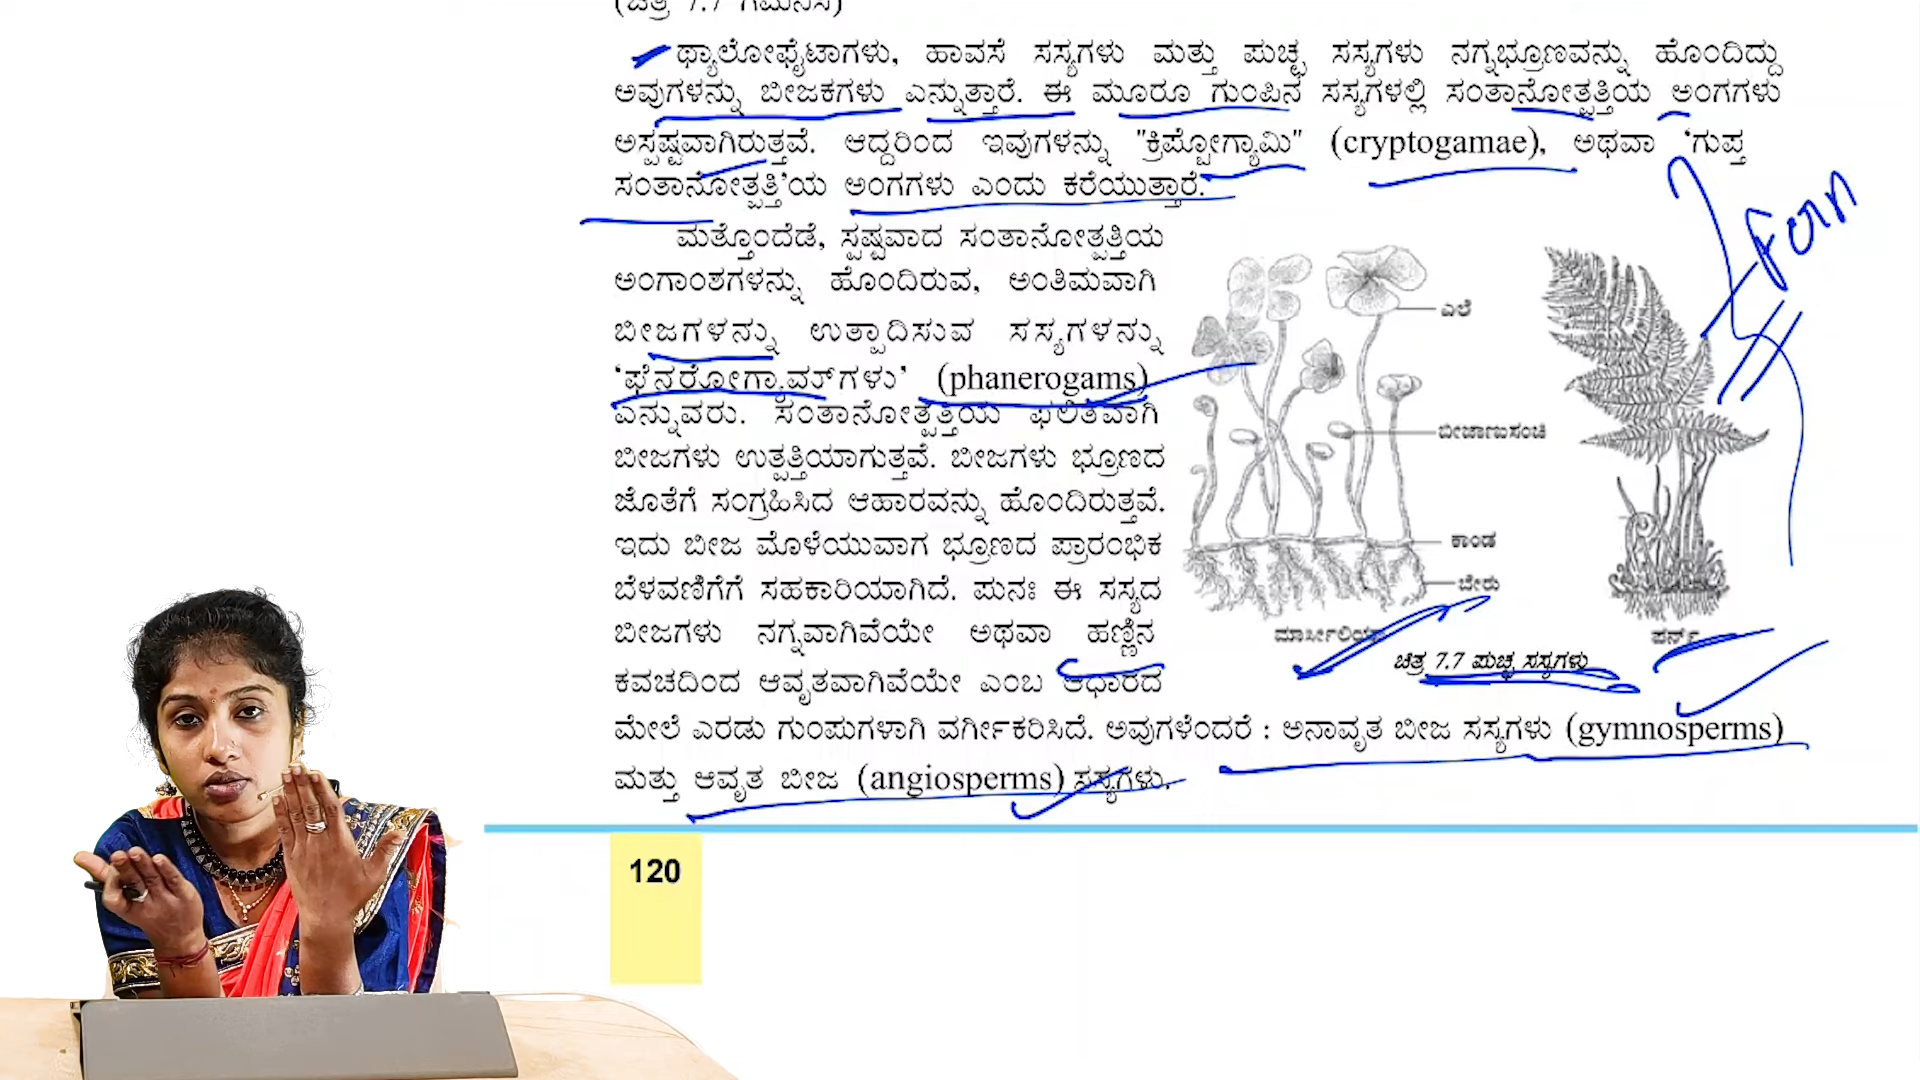 (ಚಿತ್ರ 7.7 ಗಮನಿಸಿ)
ಥ್ಯಾಲೋಫೈಟಾಗಳು, ಹಾವಸೆ ಸಸ್ಯಗಳು ಮತ್ತು ಪುಚ್ಛ ಸಸ್ಯಗಳು ನಗ್ನಭ್ರೂಣವನ್ನು ಹೊಂದಿದ್ದು
ಅವುಗಳನ್ನು ಬೀಜಕಗಳು ಎನ್ನುತ್ತಾರೆ. ಈ ಮೂರೂ ಗುಂಪಿನ ಸಸ್ಯಗಳಲ್ಲಿ ಸಂತಾನೋತ್ಪತ್ತಿಯ ಅಂಗಗಳು
ಅಸ್ಪಷ್ಟವಾಗಿರುತ್ತವೆ. ಆದ್ದರಿಂದ ಇವುಗಳನ್ನು "ಕ್ರಿಪ್ಟೋಗ್ಯಾಮಿ" (cryptogamae), ಅಥವಾ 'ಗುಪ್ತ
ಸಂತಾನೋತ್ಪತ್ತಿ'ಯ ಅಂಗಗಳು ಎಂದು ಕರೆಯುತ್ತಾರೆ.
ಮತ್ತೊಂದೆಡೆ, ಸ್ಪಷ್ಟವಾದ ಸಂತಾನೋತ್ಪತ್ತಿಯ
ಅಂಗಾಂಶಗಳನ್ನು ಹೊಂದಿರುವ, ಅಂತಿಮವಾಗಿ
ಬೀಜಗಳನ್ನು ಉತ್ಪಾದಿಸುವ ಸಸ್ಯಗಳನ್ನು
'ಫೆನರೋಗ್ಯಾಮ್‌ಗಳು' (phanerogams)
ಎನ್ನುವರು. ಸಂತಾನೋತ್ಪತ್ತಿಯ ಫಲಿತವಾಗಿ
ಬೀಜಗಳು ಉತ್ಪತ್ತಿಯಾಗುತ್ತವೆ. ಬೀಜಗಳು ಭ್ರೂಣದ
ಜೊತೆಗೆ ಸಂಗ್ರಹಿಸಿದ ಆಹಾರವನ್ನು ಹೊಂದಿರುತ್ತವೆ.
ಇದು ಬೀಜ ಮೊಳೆಯುವಾಗ ಭ್ರೂಣದ ಪ್ರಾರಂಭಿಕ
ಬೆಳವಣಿಗೆಗೆ ಸಹಕಾರಿಯಾಗಿದೆ. ಪುನಃ ಈ ಸಸ್ಯದ
ಬೀಜಗಳು ನಗ್ನವಾಗಿವೆಯೇ ಅಥವಾ ಹಣ್ಣಿನ
ಕವಚದಿಂದ ಆವೃತವಾಗಿವೆಯೇ ಎಂಬ ಆಧಾರದ
ಮೇಲೆ ಎರಡು ಗುಂಪುಗಳಾಗಿ ವರ್ಗೀಕರಿಸಿದೆ. ಅವುಗಳೆಂದರೆ : ಅನಾವೃತ ಬೀಜ ಸಸ್ಯಗಳು (gymnosperms)
ಮತ್ತು ಆವೃತ ಬೀಜ (angiosperms) ಸಸ್ಯಗಳು.
Fern
ಎಲೆ
ಬೀಜಾಣುಸಂಚಿ
ಕಾಂಡ
ಬೇರು
ಮಾರ್ಸೀಲಿಯಾ
ಫರ್ನ್
ಚಿತ್ರ 7.7 ಪುಚ್ಛ ಸಸ್ಯಗಳು
120